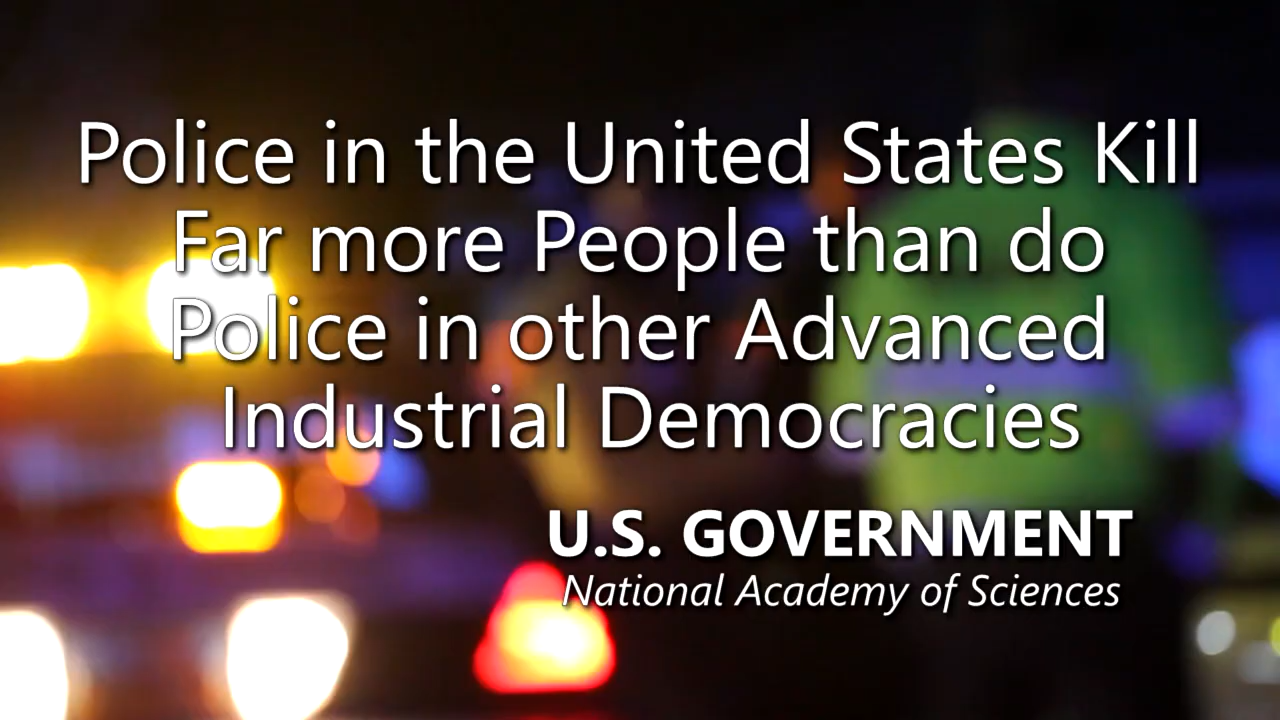 Police in the United States Kill
Far more People than do
Police in other Advanced
Industrial Democracies
U.S. GOVERNMENT
National Academy of Sciences